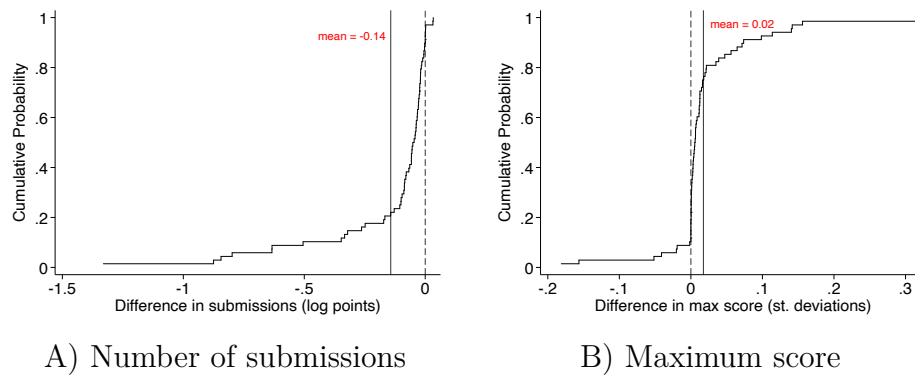 1
.8
.6
.4
.2
0
Cumulative Probability
mean = -0.14
-1.5
-1
-.5
0
Difference in submissions (log points)
A) Number of submissions
1
.8
.6
.4
.2
0
Cumulative Probability
mean = 0.02
-.2
-.1
0
.1
.2
.3
Difference in max score (st. deviations)
B) Maximum score